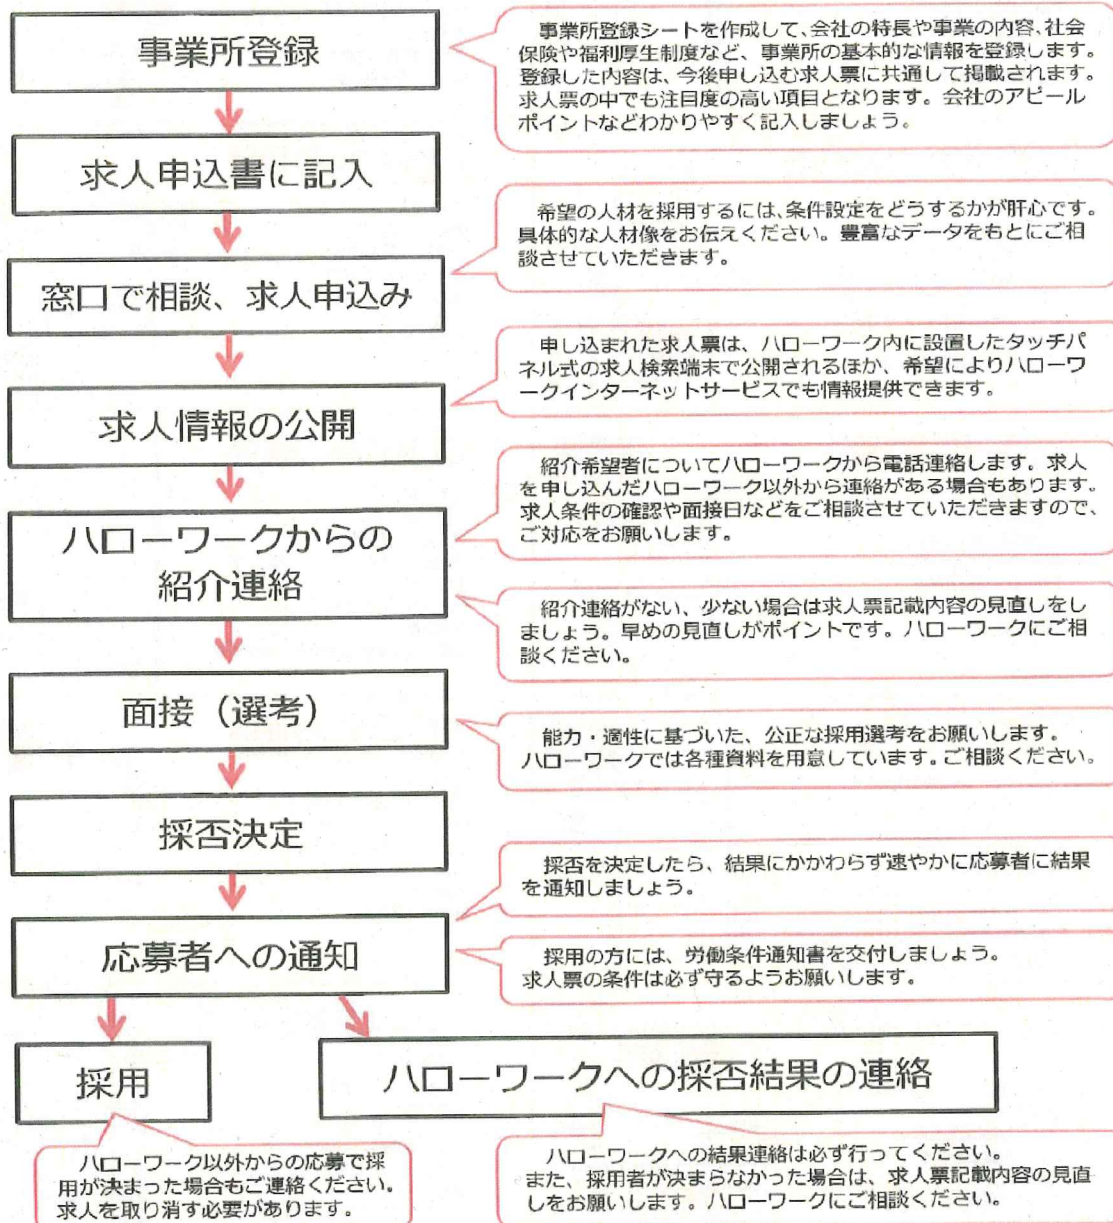 事業所登録
事業所登録シートを作成して、会社の特長や事業の内容、社会
保険や福利厚生制度など、事業所の基本的な情報を登録します。
登録した内容は、今後申し込む求人票に共通して掲載されます。
求人票の中でも注目度の高い項目となります。会社のアピール
ポイントなどわかりやすく記入しましょう。
求人申込書に記入
窓口で相談、求人申込み
希望の人材を採用するには、条件設定をどうするかが肝心です。
具体的な人材像をお伝えください。豊富なデータをもとにご相
談させていただきます。
求人情報の公開
申し込まれた求人票は、ハローワーク内に設置したタッチパ
ネル式の求人検索端末で公開されるほか、希望によりハローワ
ークインターネットサービスでも情報提供できます。
ハローワークからの
紹介連絡
紹介希望者についてハローワークから電話連絡します。求人
を申し込んだハローワーク以外から連絡がある場合もあります。
求人条件の確認や面接日などをご相談させていただきますので、
ご対応をお願いします。
紹介連絡がない、少ない場合は求人票記載内容の見直しをし
ましょう。早めの見直しがポイントです。ハローワークにご相
談ください。
面接（選考）
能力・適性に基づいた、公正な採用選考をお願いします。
ハローワークでは各種資料を用意しています。ご相談ください。
採否決定
応募者への通知
採否を決定したら、結果にかかわらず速やかに応募者に結果
を通知しましょう。
採用の方には、労働条件通知書を交付しましょう。
求人票の条件は必ず守るようお願いします。
採用
ハローワーク以外からの応募で採
用が決まった場合もご連絡ください。
求人を取り消す必要があります。
ハローワークへの採否結果の連絡
ハローワークへの結果連絡は必ず行ってください。
また、採用者が決まらなかった場合は、求人票記載内容の見直
しをお願いします。ハローワークにご相談ください。